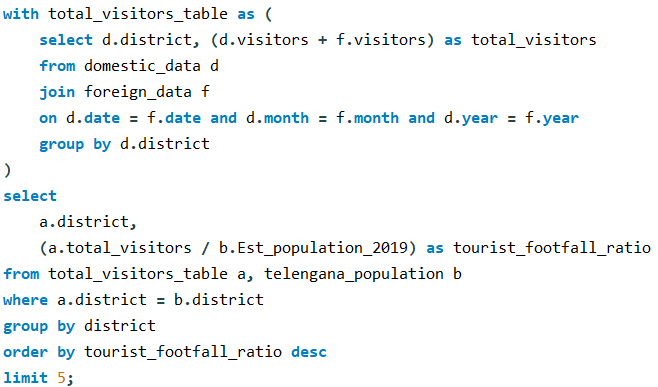 with total_visitors_table as (
    select d.district, (d.visitors + f.visitors) as total_visitors
    from domestic_data d
    join foreign_data f
    on d.date = f.date and d.month = f.month and d.year = f.year
    group by d.district
)
select
    a.district,
    (a.total_visitors / b.Est_population_2019) as tourist_footfall_ratio
from total_visitors_table a, telengana_population b
where a.district = b.district
group by district
order by tourist_footfall_ratio desc
limit 5;